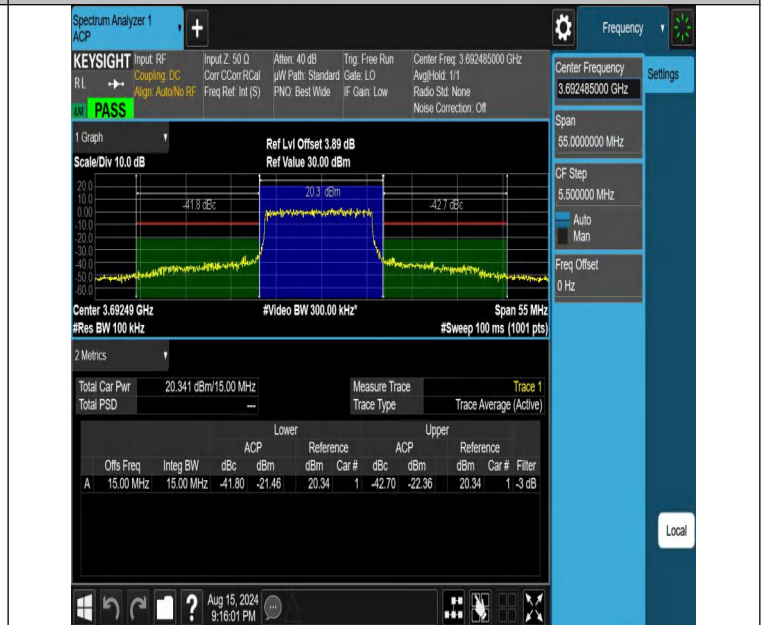 Spectrum Analyzer 1
ACP
+
Frequency
KEYSIGHT Input: RF Input Z: 50 Ω Atten: 40 dB Trig: Free Run Center Freq: 3.692485000 GHz
RL Coupling: DC Corr CCorr RCal µW Path: Standard Gate: LO Avg|Hold: 1/1
Align: Auto/No RF Freq Ref: Int (S) PNO: Best Wide IF Gain: Low Radio Std: None
Noise Correction: Off
PASS
Center Frequency
3.692485000 GHz
Settings
Span
55.0000000 MHz
CF Step
5.500000 MHz
Auto
Man
Freq Offset
0 Hz
1 Graph
Ref Lvl Offset 3.89 dB
Scale/Div 10.0 dB Ref Value 30.00 dBm
20.0
10.0
0.00
-10.0
-20.0
-30.0
-40.0
-50.0
-60.0
-41.8 dBc 20.3 dBm -42.7 dBc
Center 3.69249 GHz #Video BW 300.00 kHz* Span 55 MHz
#Res BW 100 kHz #Sweep 100 ms (1001 pts)
2 Metrics
Total Car Pwr 20.341 dBm/15.00 MHz Measure Trace Trace 1
Total PSD --- Trace Type Trace Average (Active)
Lower Upper
ACP Reference ACP Reference
Offs Freq Integ BW dBc dBm dBm Car # dBc dBm dBm Car # Filter
A 15.00 MHz 15.00 MHz -41.80 -21.46 20.34 1 -42.70 -22.36 20.34 1 -3 dB
Local
?
Aug 15, 2024
9:16:01 PM